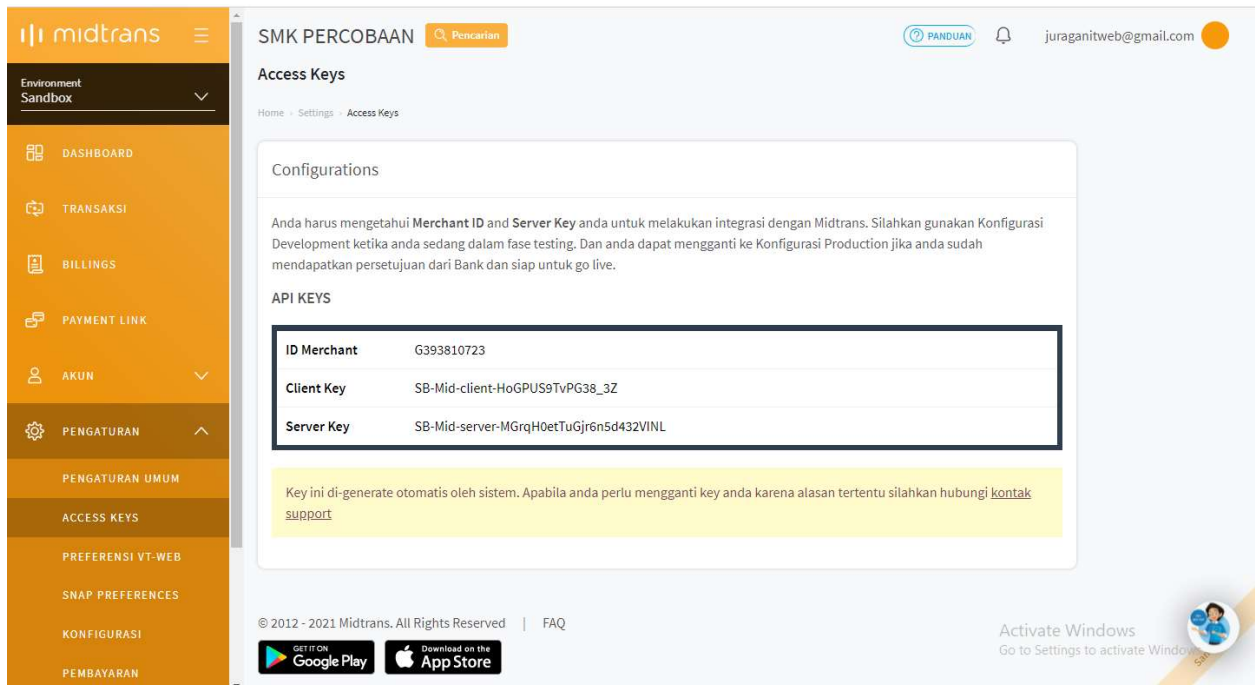 midtrans
Environment
Sandbox
DASHBOARD
TRANSAKSI
BILLINGS
PAYMENT LINK
AKUN
PENGATURAN
PENGATURAN UMUM
ACCESS KEYS
PREFERENSI VT-WEB
SNAP PREFERENCES
KONFIGURASI
PEMBAYARAN
SMK PERCOBAAN
Pencarian
PANDUAN
juraganitweb@gmail.com
Access Keys
Home › Settings › Access Keys
Configurations
Anda harus mengetahui Merchant ID and Server Key anda untuk melakukan integrasi dengan Midtrans. Silahkan gunakan Konfigurasi
Development ketika anda sedang dalam fase testing. Dan anda dapat mengganti ke Konfigurasi Production jika anda sudah
mendapatkan persetujuan dari Bank dan siap untuk go live.
API KEYS
ID Merchant G393810723
Client Key SB-Mid-client-HoGPUS9TvPG38_3Z
Server Key SB-Mid-server-MGrqH0etTuGjr6n5d432VINL
Key ini di-generate otomatis oleh sistem. Apabila anda perlu mengganti key anda karena alasan tertentu silahkan hubungi kontak
support
© 2012 - 2021 Midtrans. All Rights Reserved | FAQ
GET IT ON
Google Play
Download on the
App Store
Activate Windows
Go to Settings to activate Window